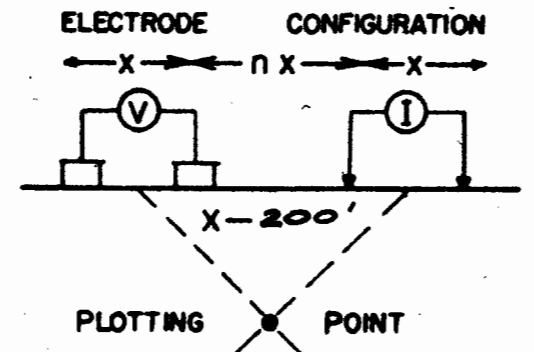 ELECTRODE CONFIGURATION
X n X X
V I
X-200'
PLOTTING POINT